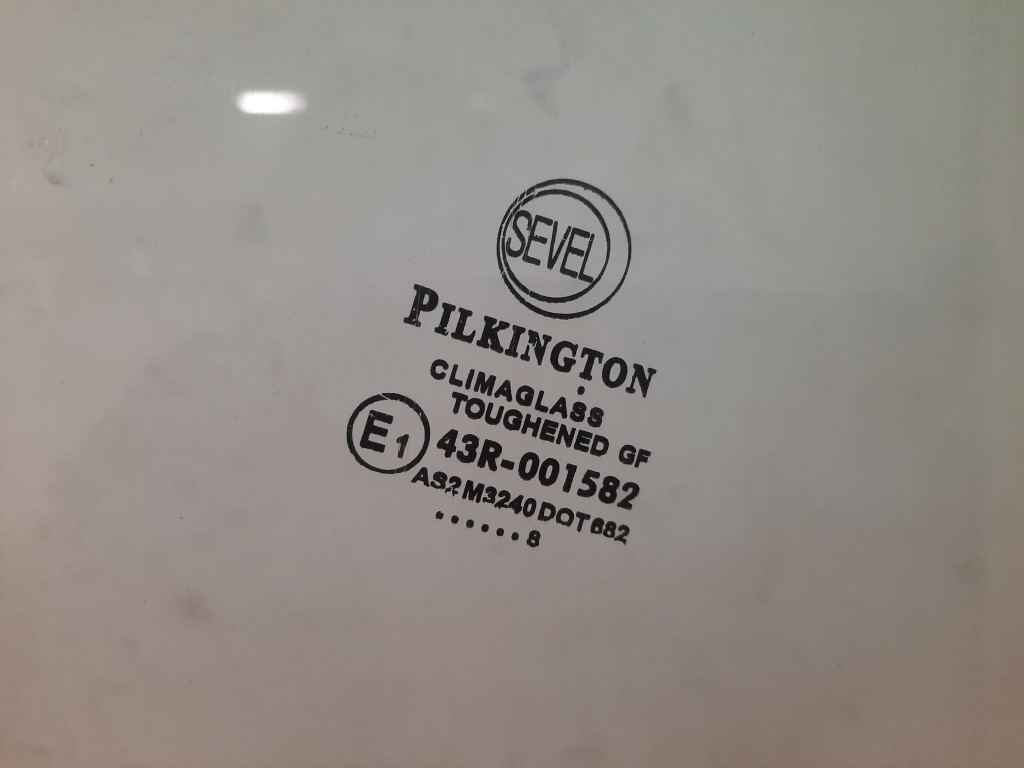 SEVEL
PILKINGTON
CLIMAGLASS
TOUGHENED GF
E1 43R-001582
AS2 M3240 DOT 682
......8